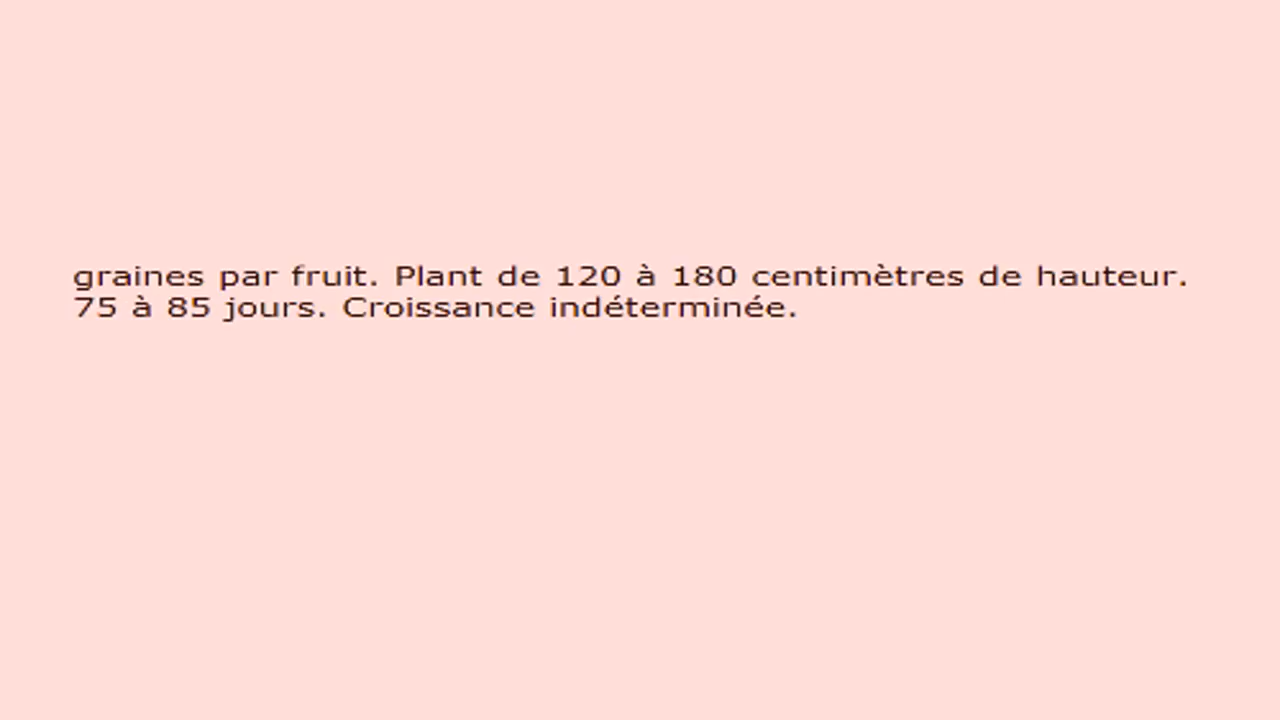 graines par fruit. Plant de 120 à 180 centimètres de hauteur.
75 à 85 jours. Croissance indéterminée.